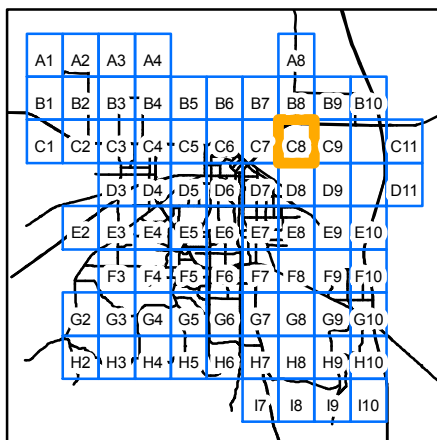 A1 A2 A3 A4 A8
B1 B2 B3 B4 B5 B6 B7 B8 B9 B10
C1 C2 C3 C4 C5 C6 C7 C8 C9 C11
D3 D4 D5 D6 D7 D8 D9 D11
E2 E3 E4 E5 E6 E7 E8 E9 E10
F3 F4 F5 F6 F7 F8 F9 F10
G2 G3 G4 G5 G6 G7 G8 G9 G10
H2 H3 H4 H5 H6 H7 H8 H9 H10
I7 I8 I9 I10